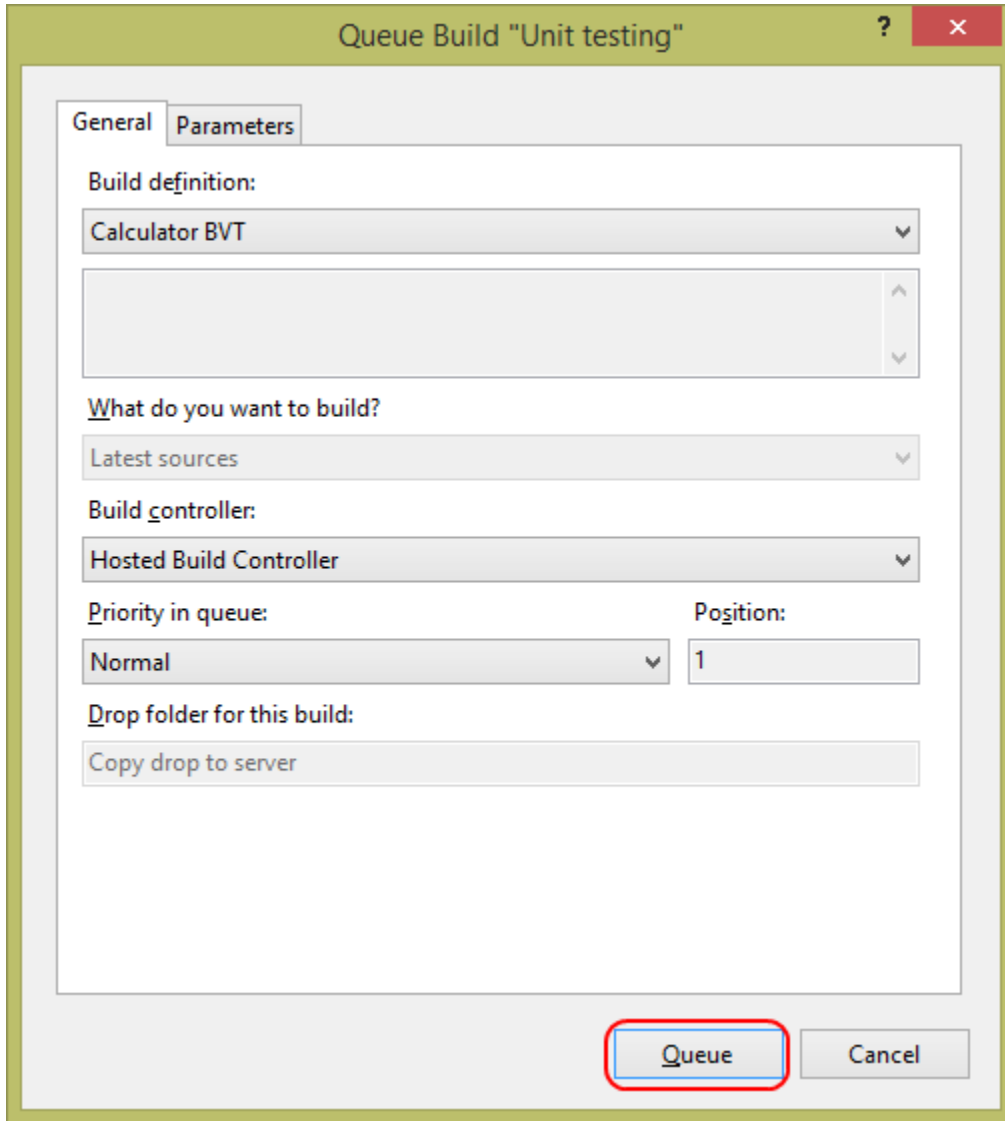 Queue Build "Unit testing"
?
General
Parameters
Build definition:
Calculator BVT
What do you want to build?
Latest sources
Build controller:
Hosted Build Controller
Priority in queue:
Position:
Normal
1
Drop folder for this build:
Copy drop to server
Queue
Cancel